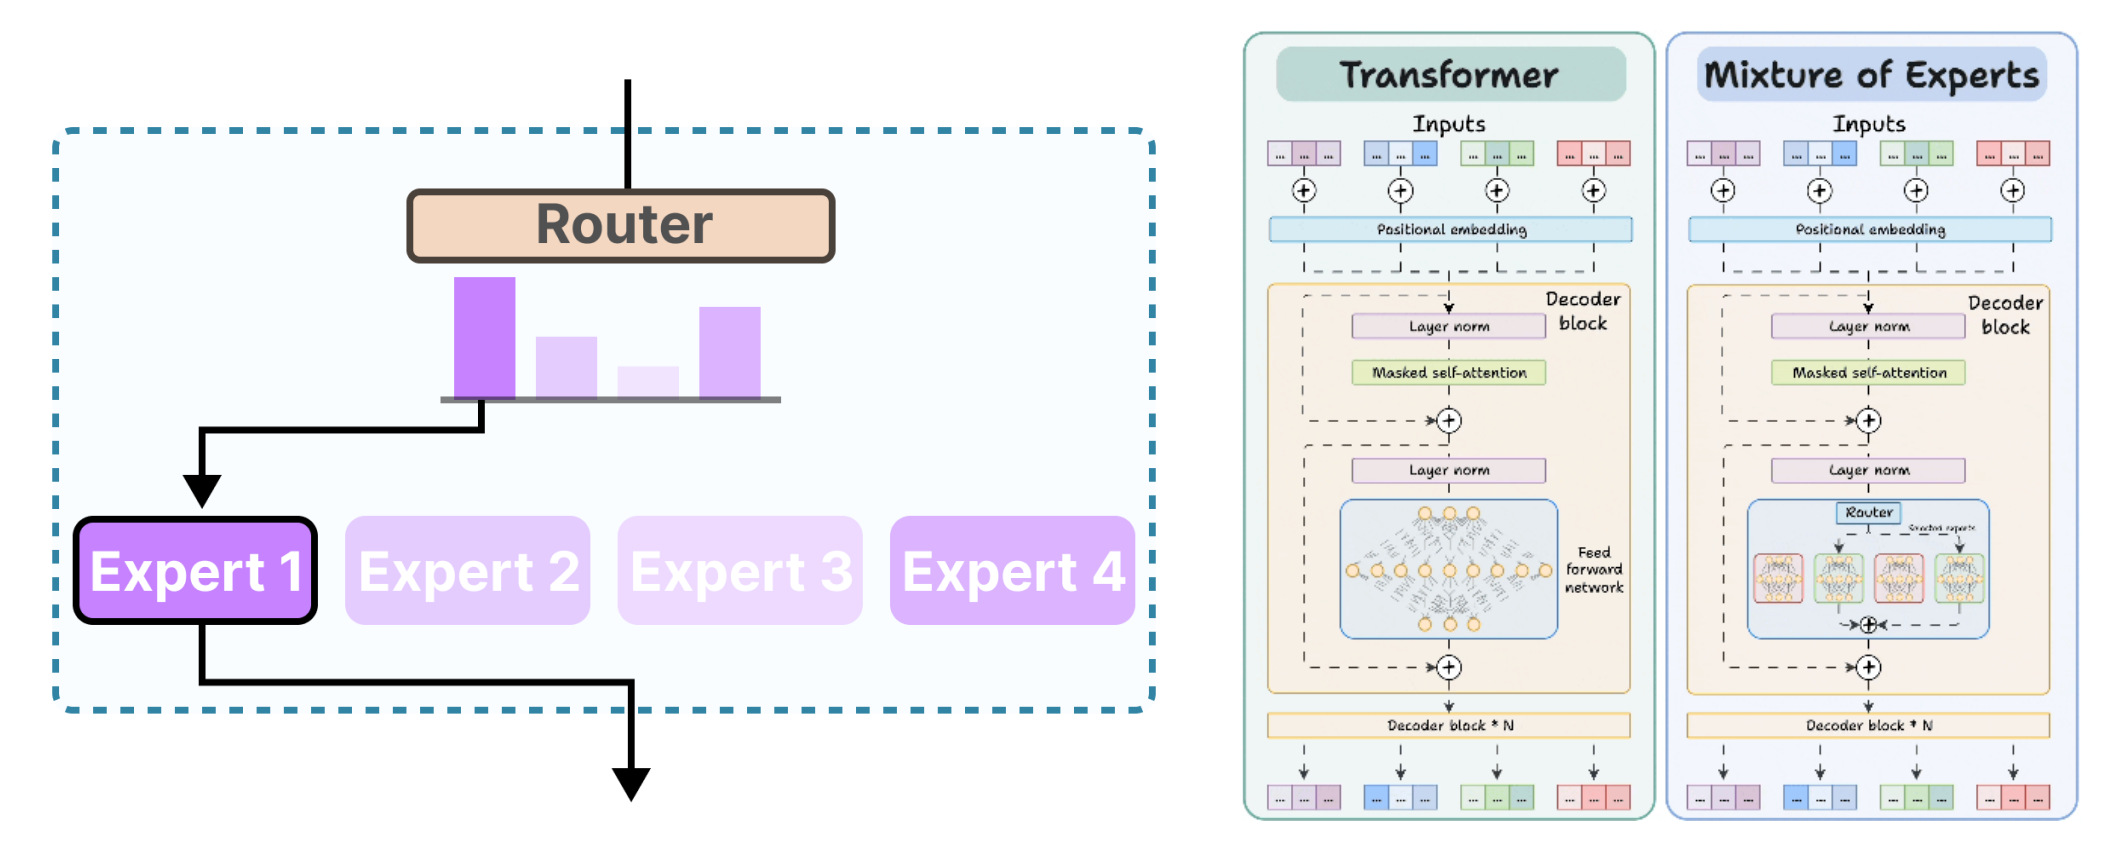 Router
Expert 1
Expert 2
Expert 3
Expert 4
Transformer
Inputs
... ... ... ... ... ... ... ... ... ... ... ...
+ + + +
Positional embedding
Decoder
block
Layer norm
Masked self-attention
+
Layer norm
Feed
forward
network
+
Decoder block * N
... ... ... ... ... ... ... ... ... ... ... ...
Mixture of Experts
Inputs
... ... ... ... ... ... ... ... ... ... ... ...
+ + + +
Positional embedding
Decoder
block
Layer norm
Masked self-attention
+
Layer norm
Router
Selected experts
+
+
Decoder block * N
... ... ... ... ... ... ... ... ... ... ... ...